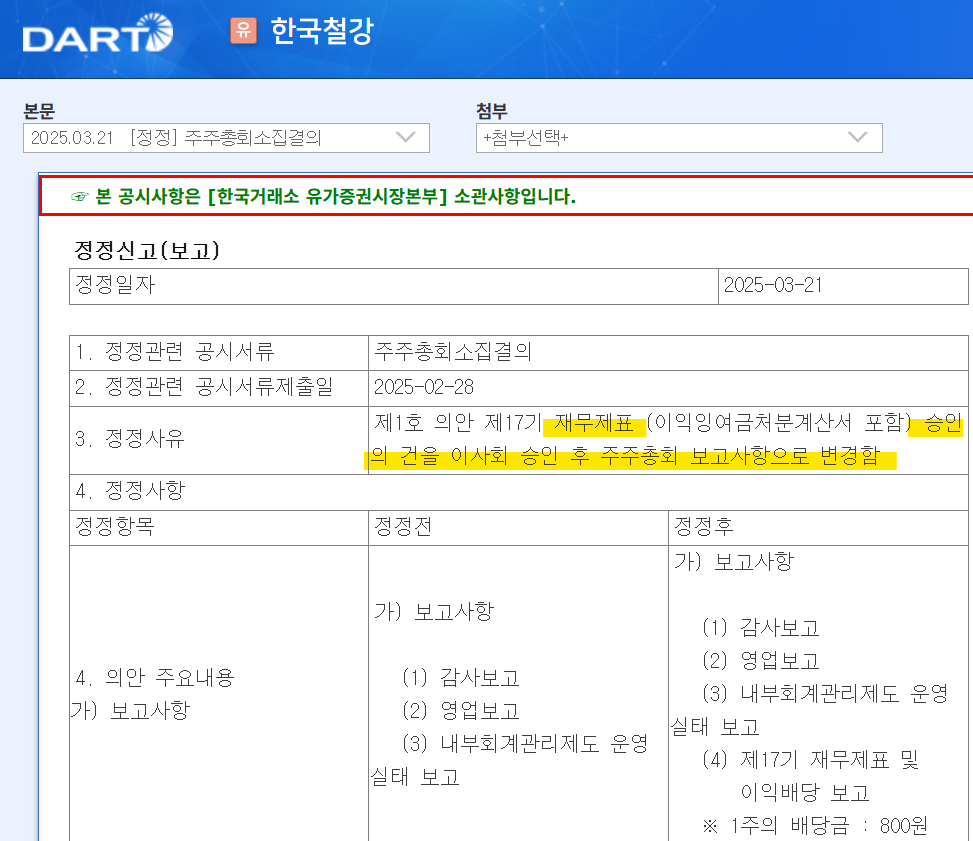 DART
유 한국철강
본문
첨부
2025.03.21 [정정] 주주총회소집결의
+첨부선택+
☞ 본 공시사항은 [한국거래소 유가증권시장본부] 소관사항입니다.
정정신고(보고)
정정일자
2025-03-21
1. 정정관련 공시서류
주주총회소집결의
2. 정정관련 공시서류제출일
2025-02-28
3. 정정사유
제1호 의안 제17기 재무제표 (이익잉여금처분계산서 포함) 승인
의 건을 이사회 승인 후 주주총회 보고사항으로 변경함
4. 정정사항
정정항목
정정전
정정후
4. 의안 주요내용
가) 보고사항
가) 보고사항
(1) 감사보고
(2) 영업보고
(3) 내부회계관리제도 운영
실태 보고
가) 보고사항
(1) 감사보고
(2) 영업보고
(3) 내부회계관리제도 운영
실태 보고
(4) 제17기 재무제표 및
이익배당 보고
※ 1주의 배당금 : 800원